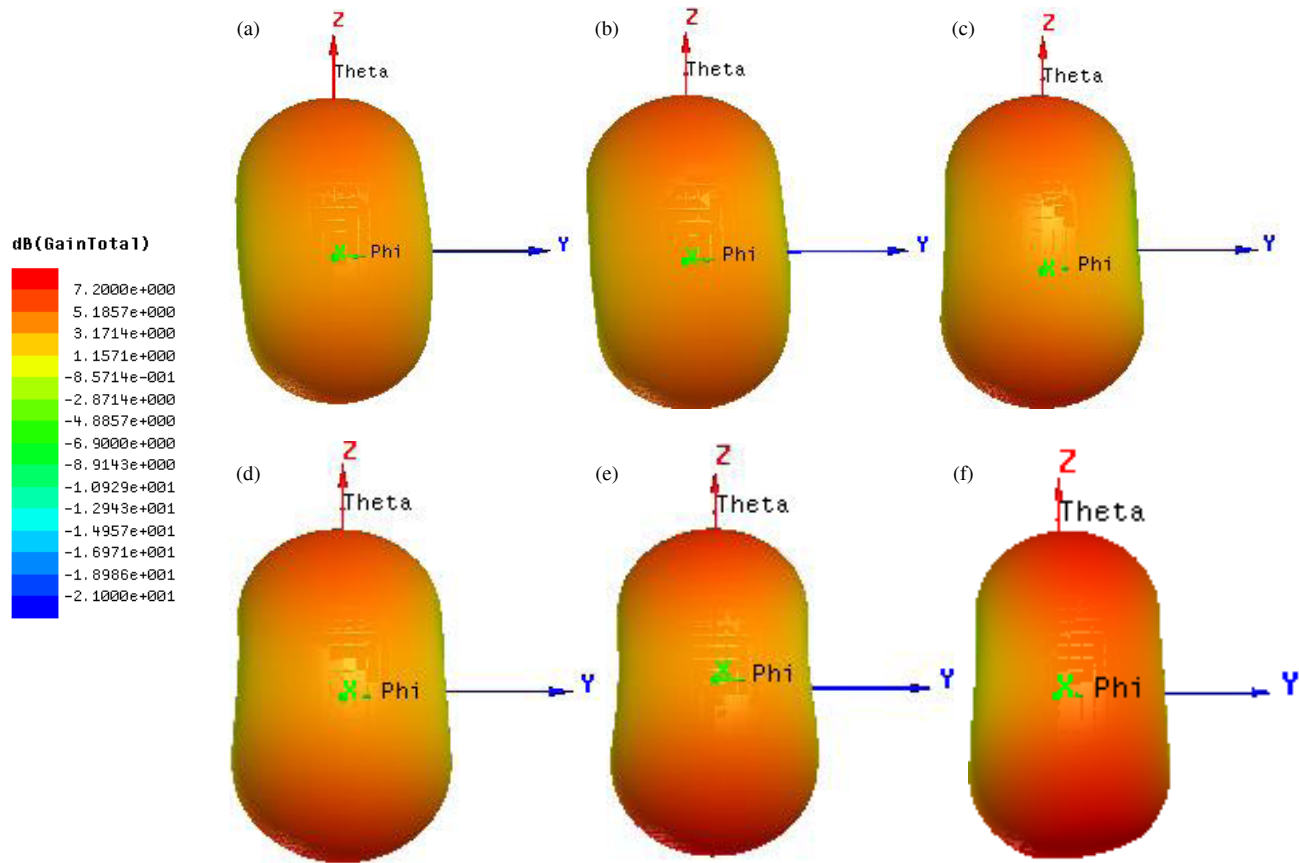 (a)
Z
Theta
X
Phi
Y
(b)
Z
Theta
X
Phi
Y
(c)
Z
Theta
X
Phi
Y
dB(GainTotal)
7.2000e+000
5.1857e+000
3.1714e+000
1.1571e+000
-8.5714e-001
-2.8714e+000
-4.8857e+000
-6.9000e+000
-8.9143e+000
-1.0929e+001
-1.2943e+001
-1.4957e+001
-1.6971e+001
-1.8986e+001
-2.1000e+001
(d)
Z
Theta
X
Phi
Y
(e)
Z
Theta
X
Phi
Y
(f)
Z
Theta
X
Phi
Y